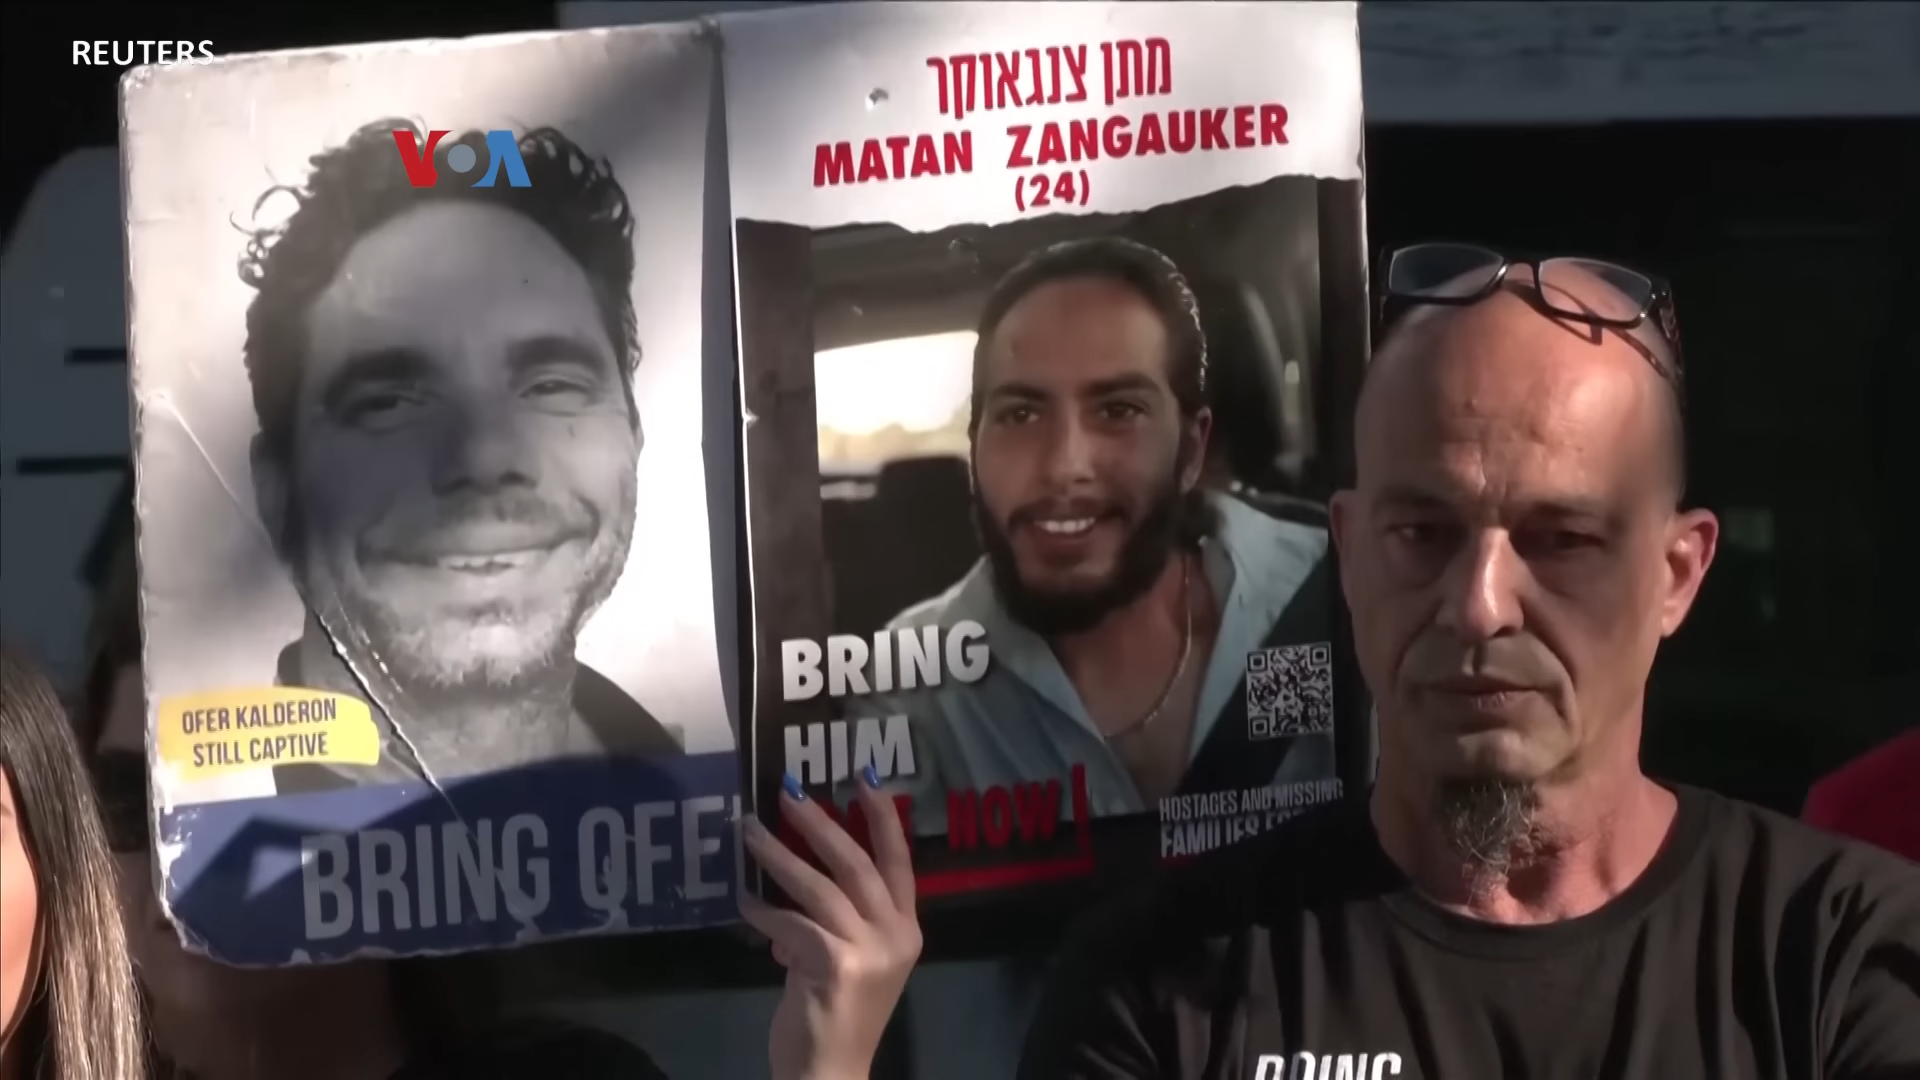 REUTERS
VOA
OFER KALDERON
STILL CAPTIVE
BRING OFE
מתן צנגאוקר
MATAN ZANGAUKER
(24)
BRING
HIM
NOW!
HOSTAGES AND MISSING
FAMILIES
BRING